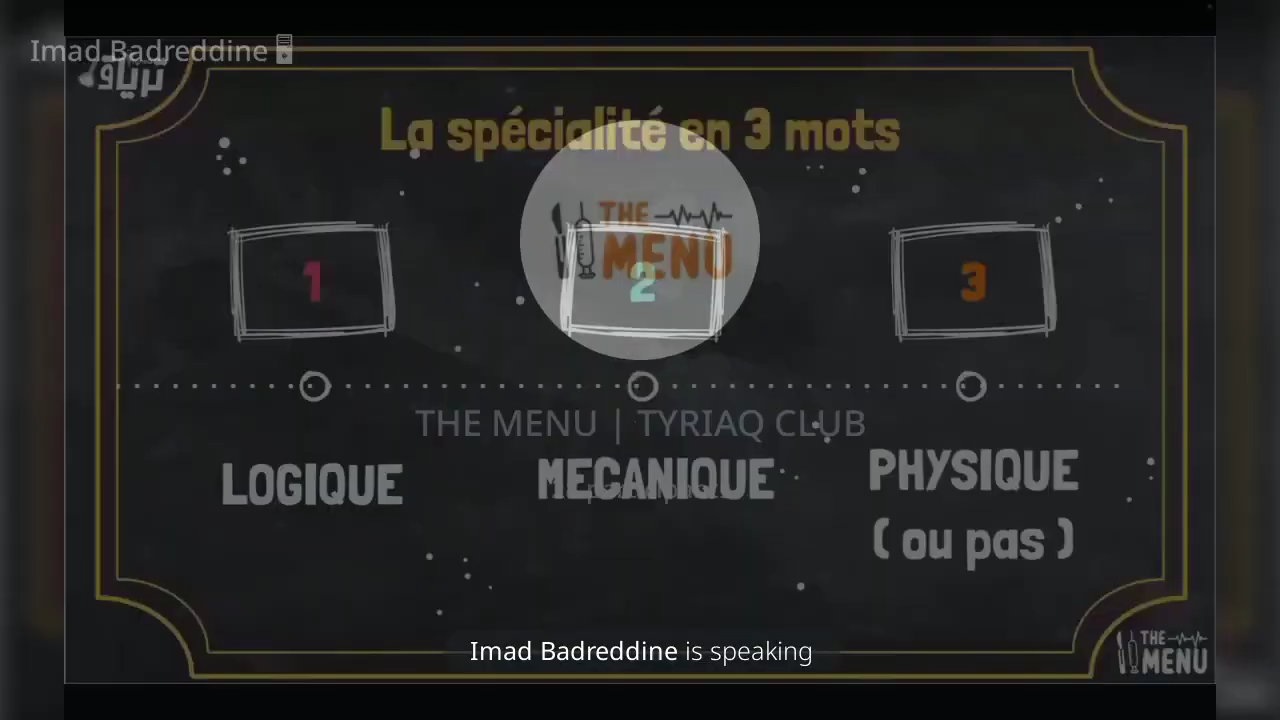 Imad Badreddine
ترياق
La spécialité en 3 mots
THE
MENU
1
2
3
THE MENU | TYRIAQ CLUB
LOGIQUE
MECANIQUE
PHYSIQUE
( ou pas )
Imad Badreddine is speaking
THE
MENU